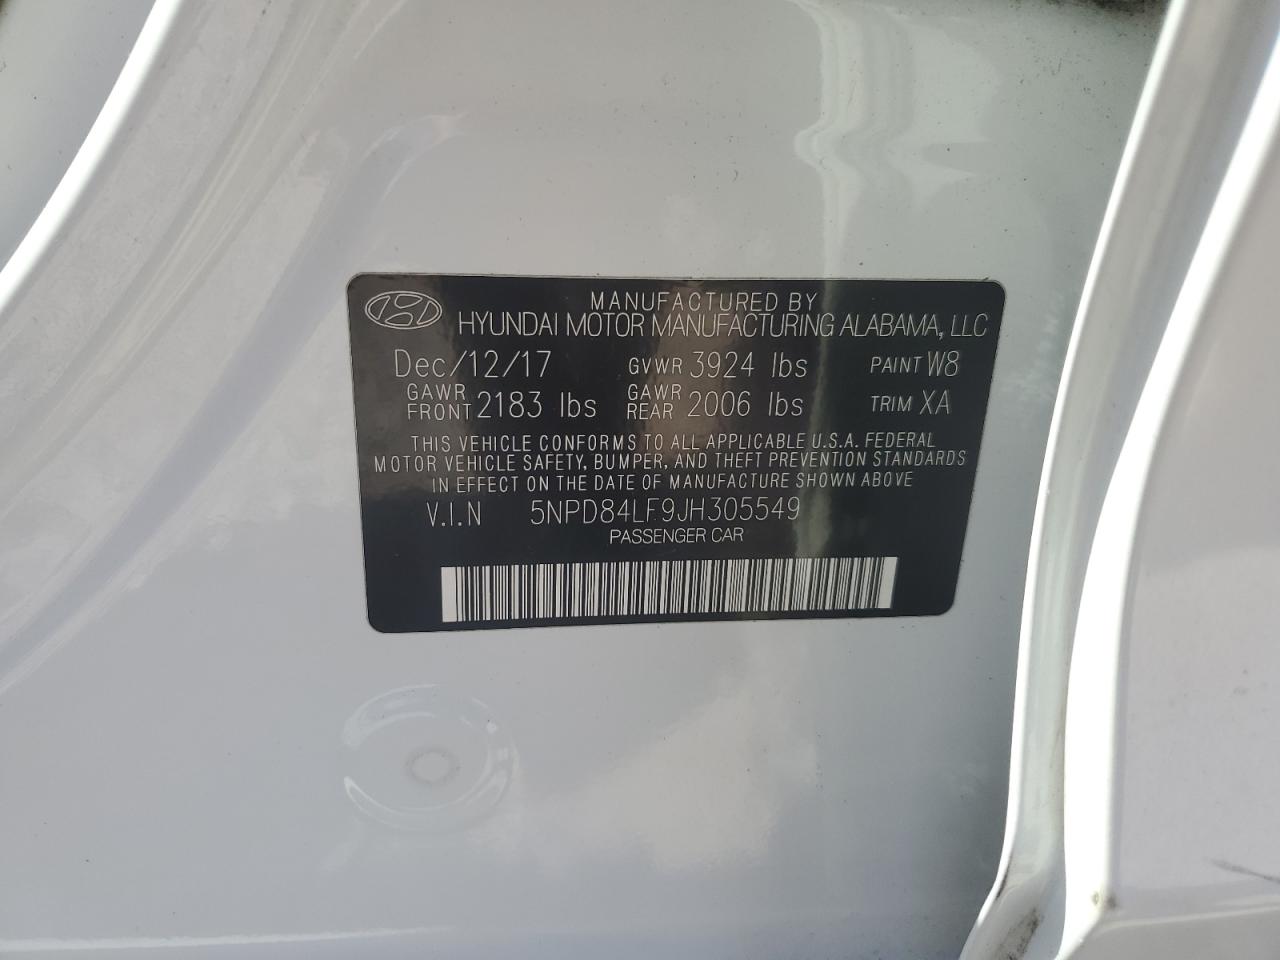 MANUFACTURED BY
HYUNDAI MOTOR MANUFACTURING ALABAMA, LLC
Dec/12/17 GVWR 3924 lbs PAINT W8
GAWR FRONT 2183 lbs GAWR REAR 2006 lbs TRIM XA
THIS VEHICLE CONFORMS TO ALL APPLICABLE U.S.A. FEDERAL
MOTOR VEHICLE SAFETY, BUMPER, AND THEFT PREVENTION STANDARDS
IN EFFECT ON THE DATE OF MANUFACTURE SHOWN ABOVE
V.I.N 5NPD84LF9JH305549
PASSENGER CAR